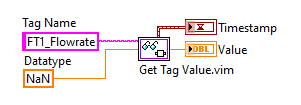 Tag Name
FT1_Flowrate
Datatype
NaN
Timestamp
DBL
Value
Get Tag Value.vim